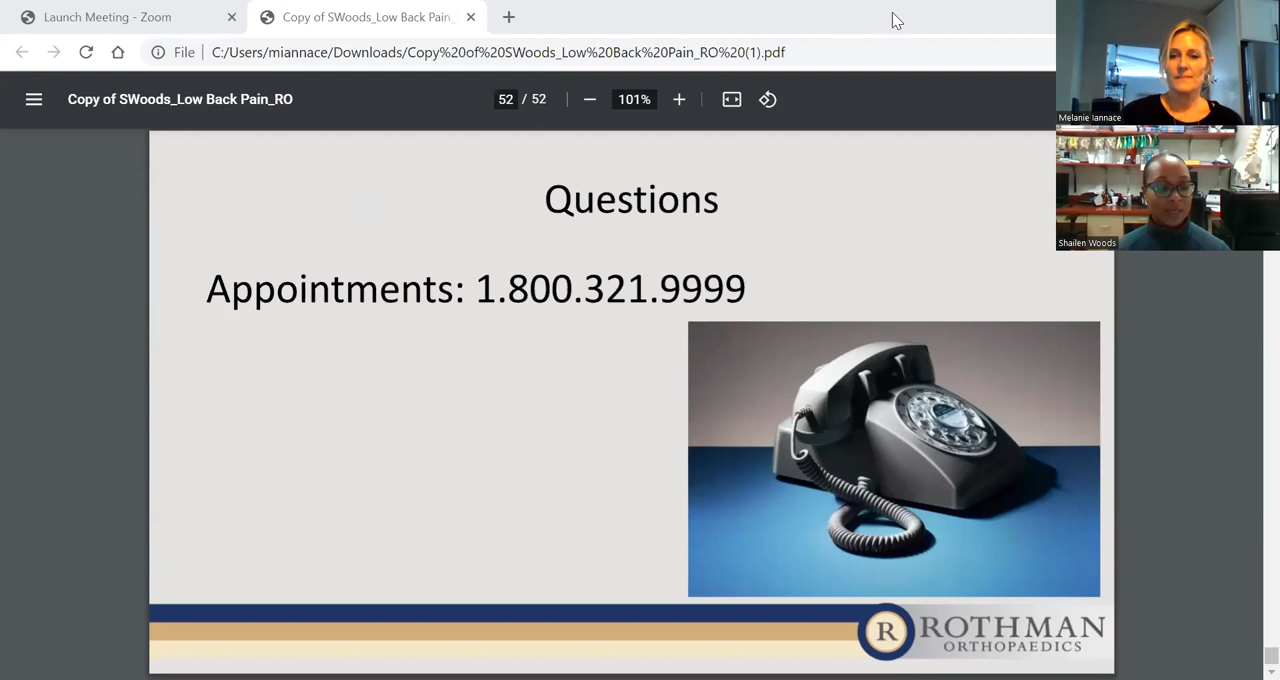 Launch Meeting - Zoom
Copy of SWoods_Low Back Pain_
File
C:/Users/miannace/Downloads/Copy%20of%20SWoods_Low%20Back%20Pain_RO%20(1).pdf
Copy of SWoods_Low Back Pain_RO
52 / 52
101%
Melanie Iannace
Shailen Woods
Questions
Appointments: 1.800.321.9999
R ROTHMAN
ORTHOPAEDICS